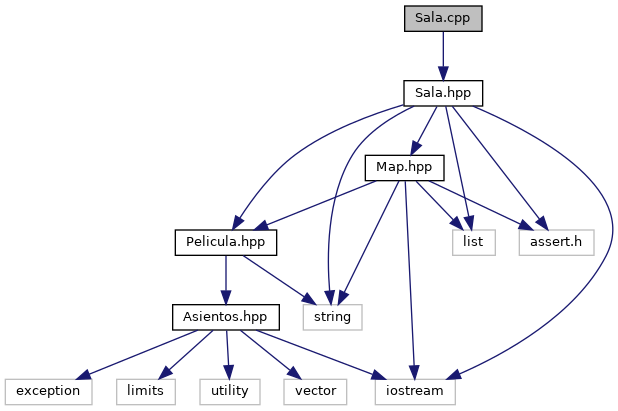 Sala.cpp
Sala.hpp
Map.hpp
Pelicula.hpp
list
assert.h
Asientos.hpp
string
exception
limits
utility
vector
iostream